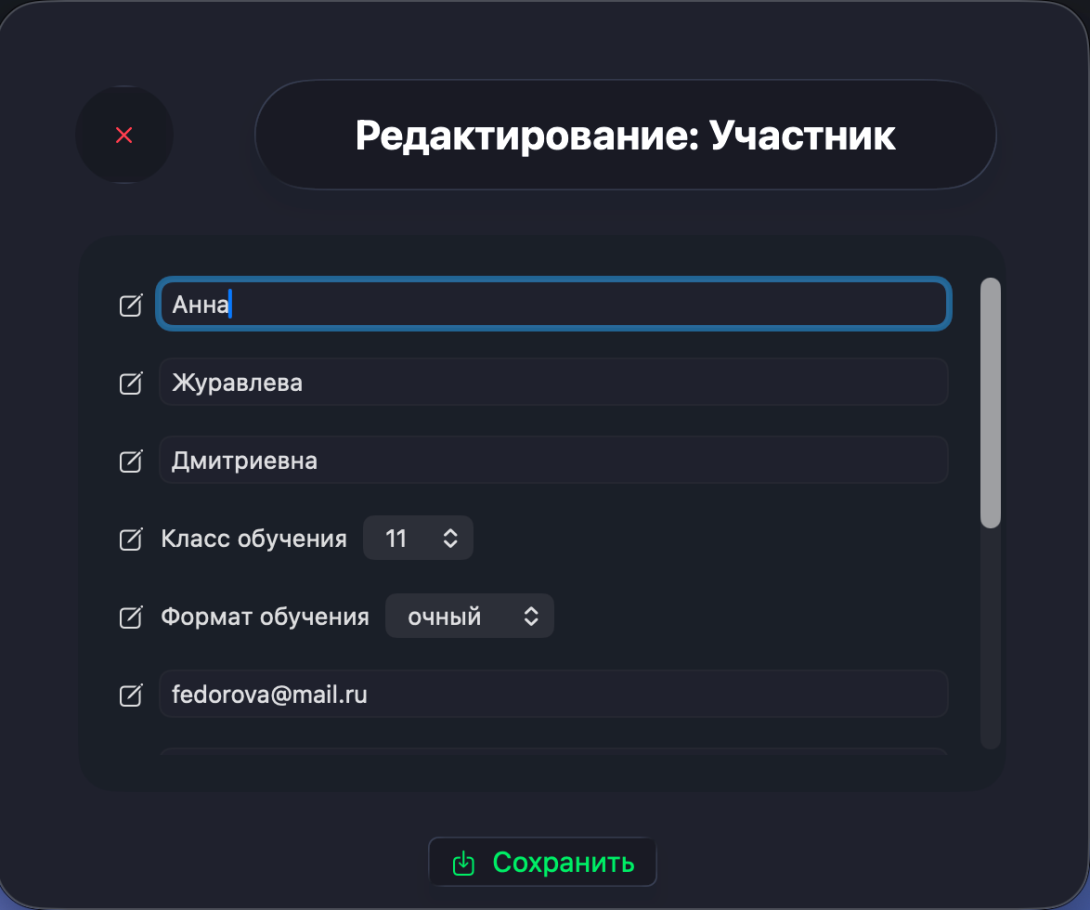 Редактирование: Участник
Анна
Журавлева
Дмитриевна
Класс обучения 11
Формат обучения очный
fedorova@mail.ru
Сохранить